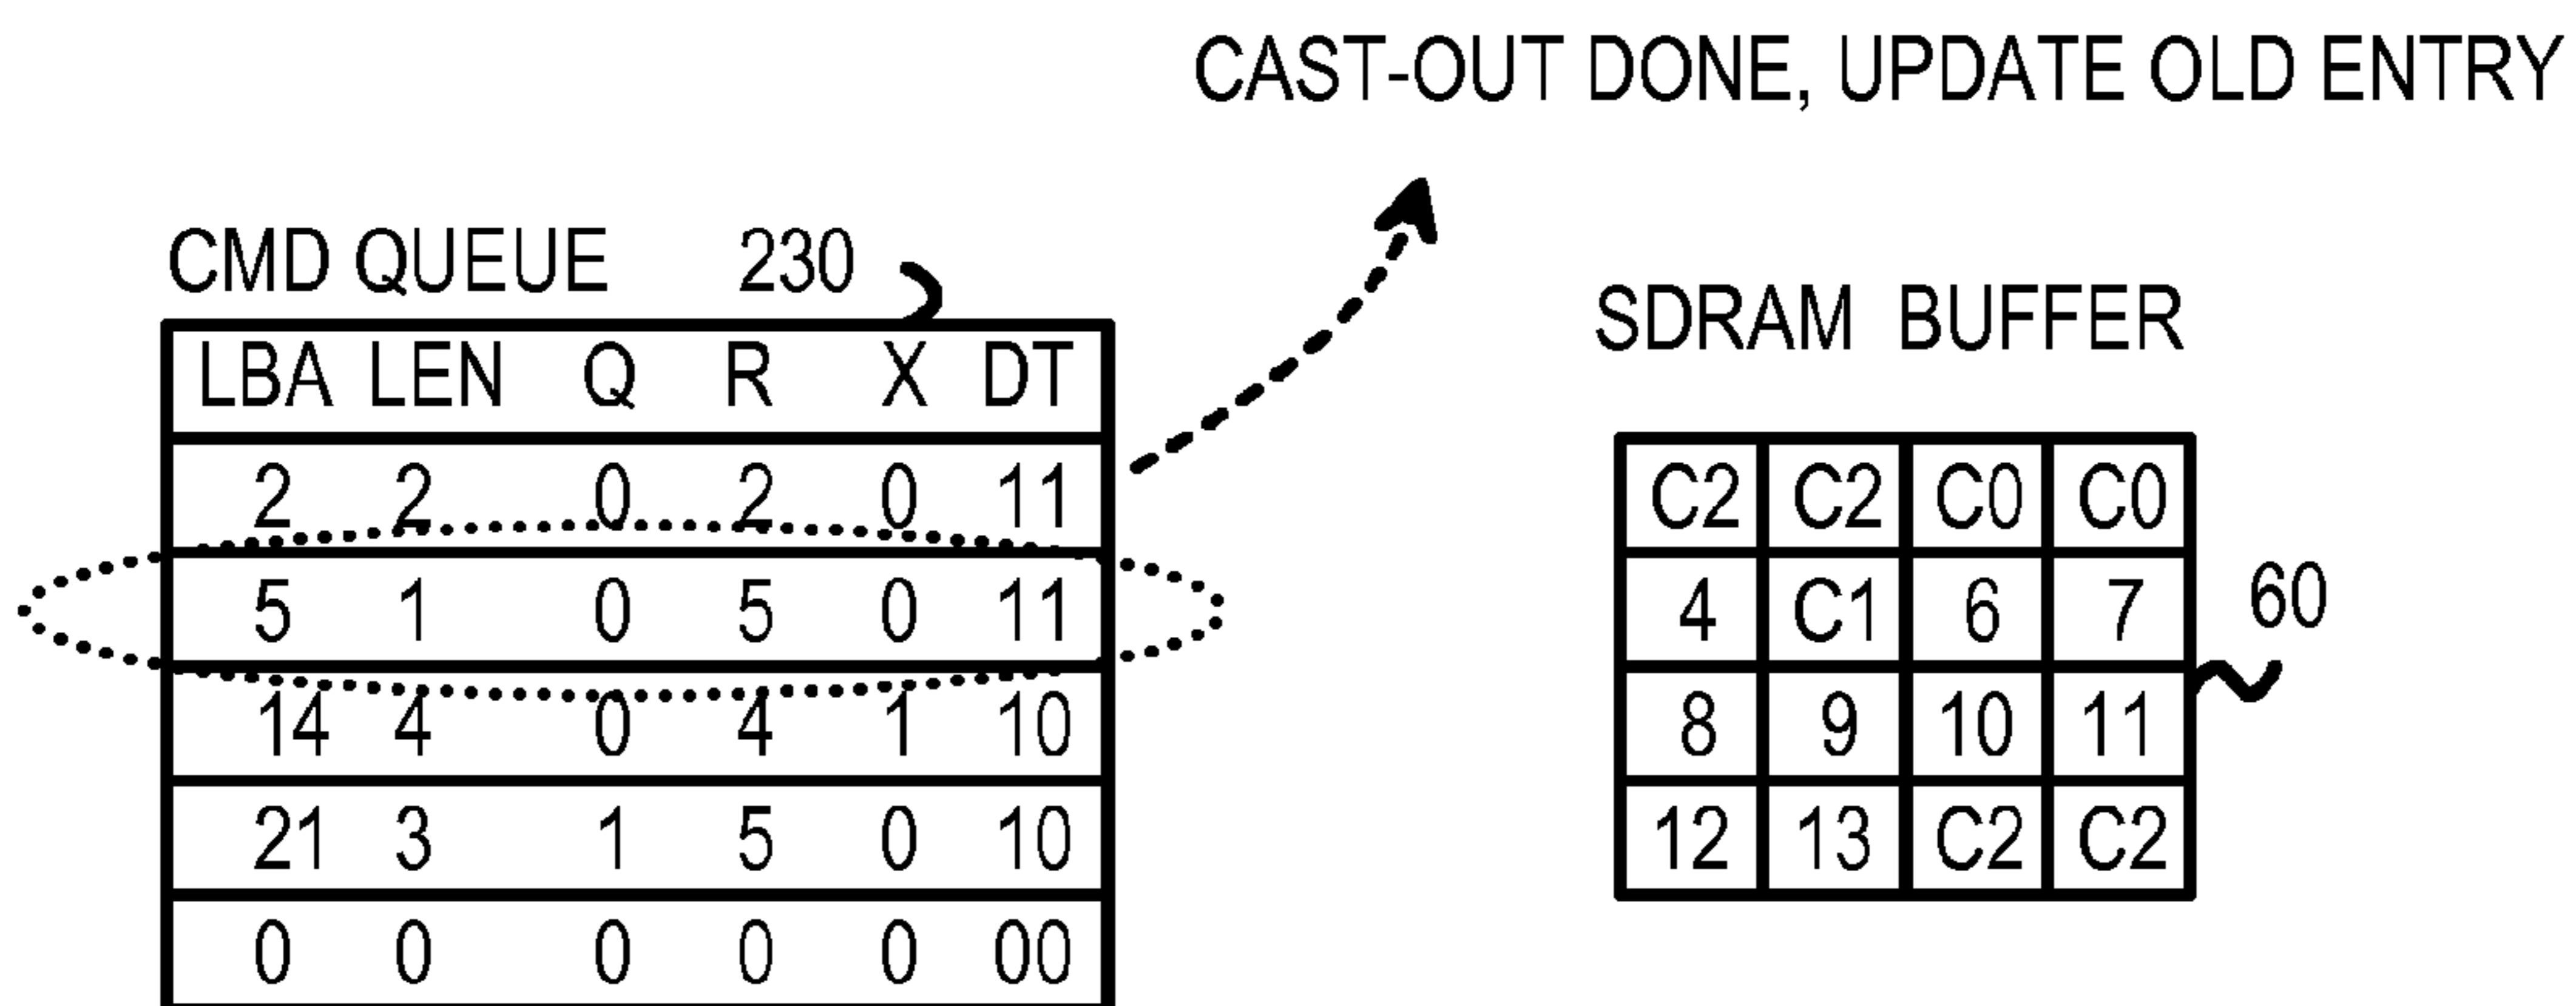 CAST-OUT DONE, UPDATE OLD ENTRY
CMD QUEUE 230
LBA LEN Q R X DT
2 2 0 2 0 11
5 1 0 5 0 11
14 4 0 4 1 10
21 3 1 5 0 10
0 0 0 0 0 00
SDRAM BUFFER
C2 C2 C0 C0
4 C1 6 7
60
8 9 10 11
12 13 C2 C2